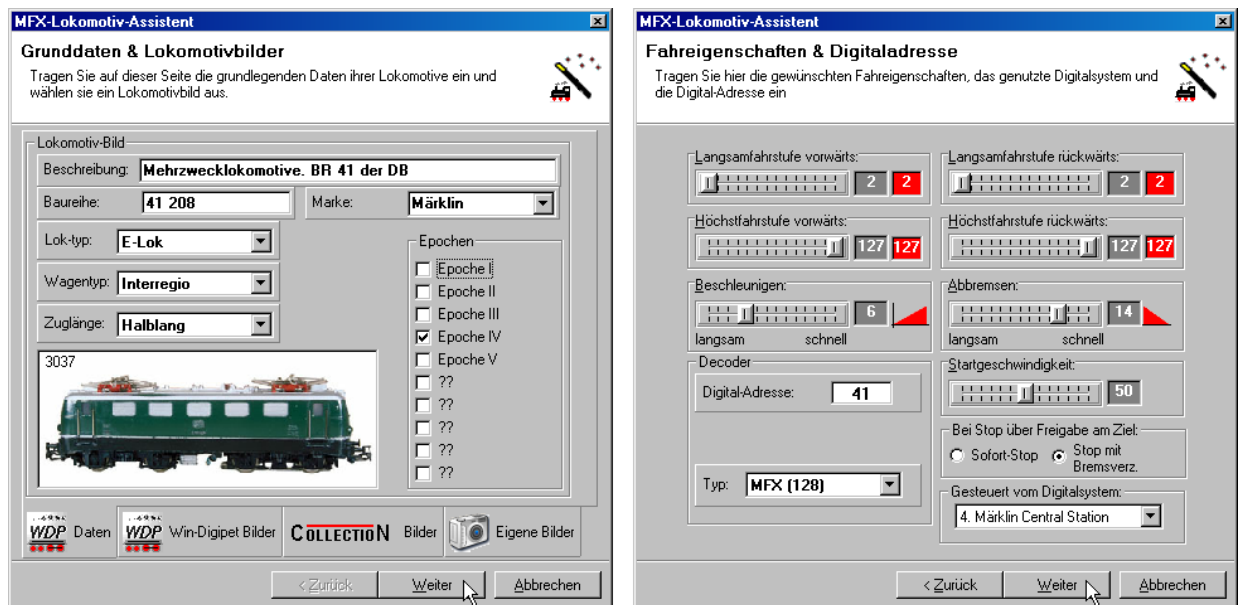 MFX-Lokomotiv-Assistent
Grunddaten & Lokomotivbilder
Tragen Sie auf dieser Seite die grundlegenden Daten ihrer Lokomotive ein und
wählen sie ein Lokomotivbild aus.
Lokomotiv-Bild
Beschreibung: Mehrzwecklokomotive. BR 41 der DB
Baureihe: 41 208 Marke: Märklin
Lok-typ: E-Lok
Wagentyp: Interregio
Zuglänge: Halblang
Epochen
Epoche I
Epoche II
Epoche III
Epoche IV
Epoche V
??
??
??
??
??
3037
WDP Daten WDP Win-Digipet Bilder COLLECTION Bilder Eigene Bilder
< Zurück Weiter Abbrechen
MFX-Lokomotiv-Assistent
Fahreigenschaften & Digitaladresse
Tragen Sie hier die gewünschten Fahreigenschaften, das genutzte Digitalsystem und
die Digital-Adresse ein
Langsamfahrstufe vorwärts: 2 2
Langsamfahrstufe rückwärts: 2 2
Höchstfahrstufe vorwärts: 127 127
Höchstfahrstufe rückwärts: 127 127
Beschleunigen: 6
langsam schnell
Abbremsen: 14
langsam schnell
Decoder
Digital-Adresse: 41
Typ: MFX (128)
Startgeschwindigkeit: 50
Bei Stop über Freigabe am Ziel:
Sofort-Stop Stop mit
Bremsverz.
Gesteuert vom Digitalsystem:
4. Märklin Central Station
< Zurück Weiter Abbrechen